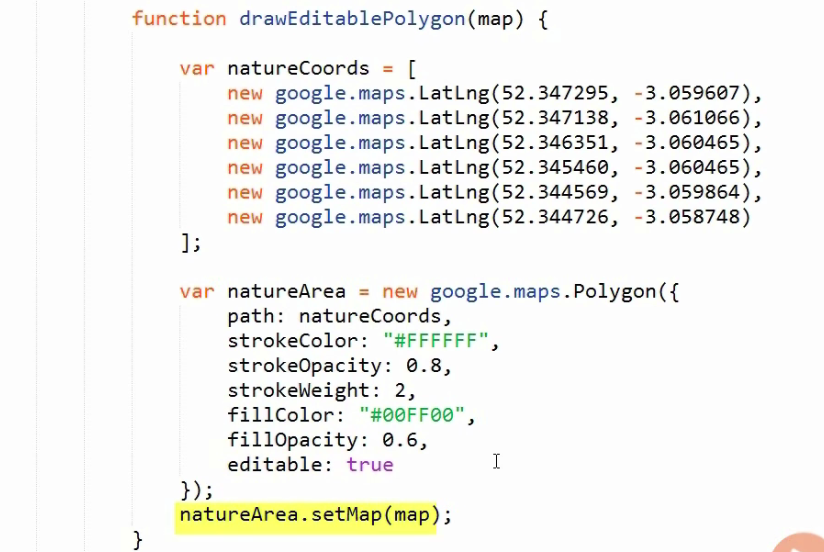 function drawEditablePolygon(map) {
var natureCoords = [
new google.maps.LatLng(52.347295, -3.059607),
new google.maps.LatLng(52.347138, -3.061066),
new google.maps.LatLng(52.346351, -3.060465),
new google.maps.LatLng(52.345460, -3.060465),
new google.maps.LatLng(52.344569, -3.059864),
new google.maps.LatLng(52.344726, -3.058748)
];
var natureArea = new google.maps.Polygon({
path: natureCoords,
strokeColor: "#FFFFFF",
strokeOpacity: 0.8,
strokeWeight: 2,
fillColor: "#00FF00",
fillOpacity: 0.6,
editable: true
});
natureArea.setMap(map);
}